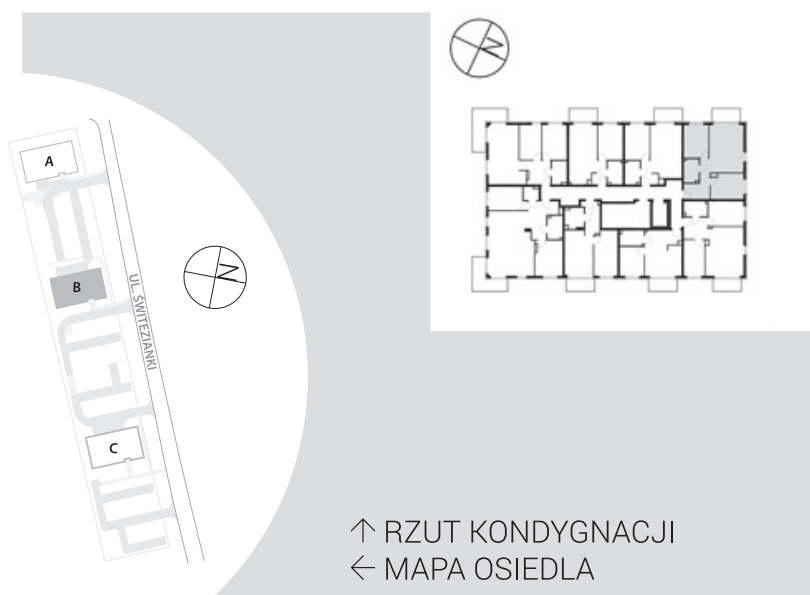 N
A
B
N
UL. ŚWITEZIANKI
C
↑ RZUT KONDYGNACJI
← MAPA OSIEDLA